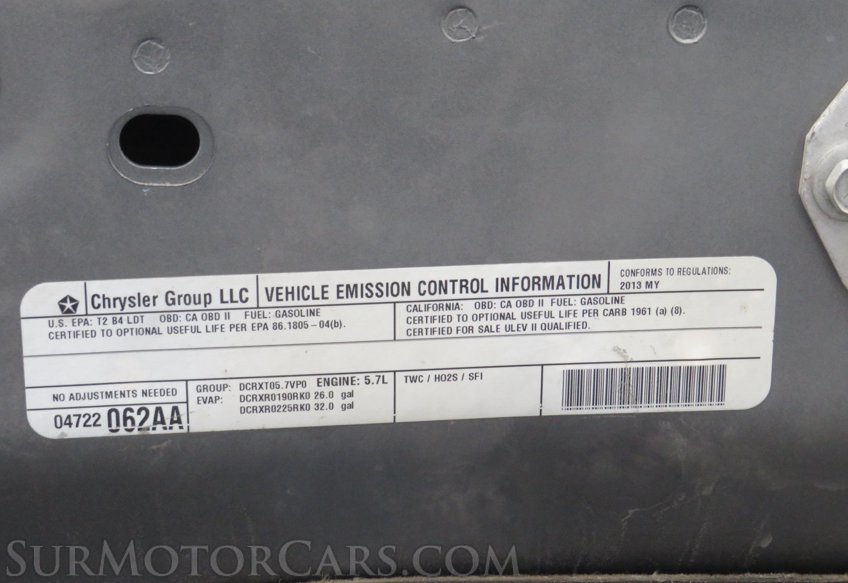 Chrysler Group LLC
VEHICLE EMISSION CONTROL INFORMATION
CONFORMS TO REGULATIONS:
2013 MY
U.S. EPA: T2 B4 LDT OBD: CA OBD II FUEL: GASOLINE
CERTIFIED TO OPTIONAL USEFUL LIFE PER EPA 86.1805-04(b).
CALIFORNIA: OBD: CA OBD II FUEL: GASOLINE
CERTIFIED TO OPTIONAL USEFUL LIFE PER CARB 1961 (a) (8).
CERTIFIED FOR SALE ULEV II QUALIFIED.
NO ADJUSTMENTS NEEDED
04722 062AA
GROUP: DCRXT05.7VP0 ENGINE: 5.7L
EVAP: DCRXR0190RK0 26.0 gal
DCRXR0225RK0 32.0 gal
TWC / HO2S / SFI
SURMOTORCARS.COM